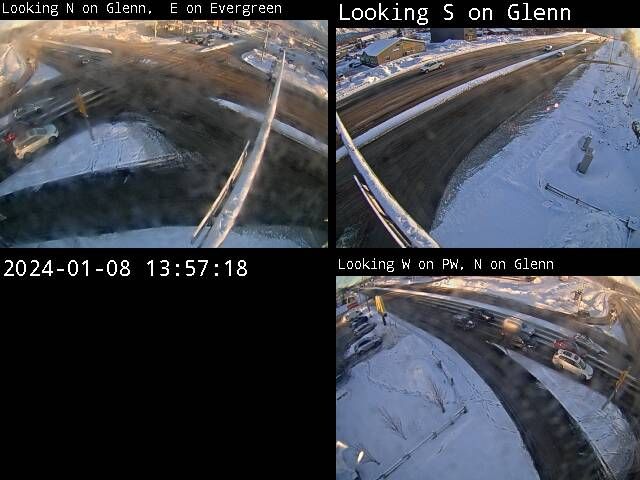 Looking N on Glenn,  E on Evergreen
Looking S on Glenn
2024-01-08 13:57:18
Looking W on PW, N on Glenn